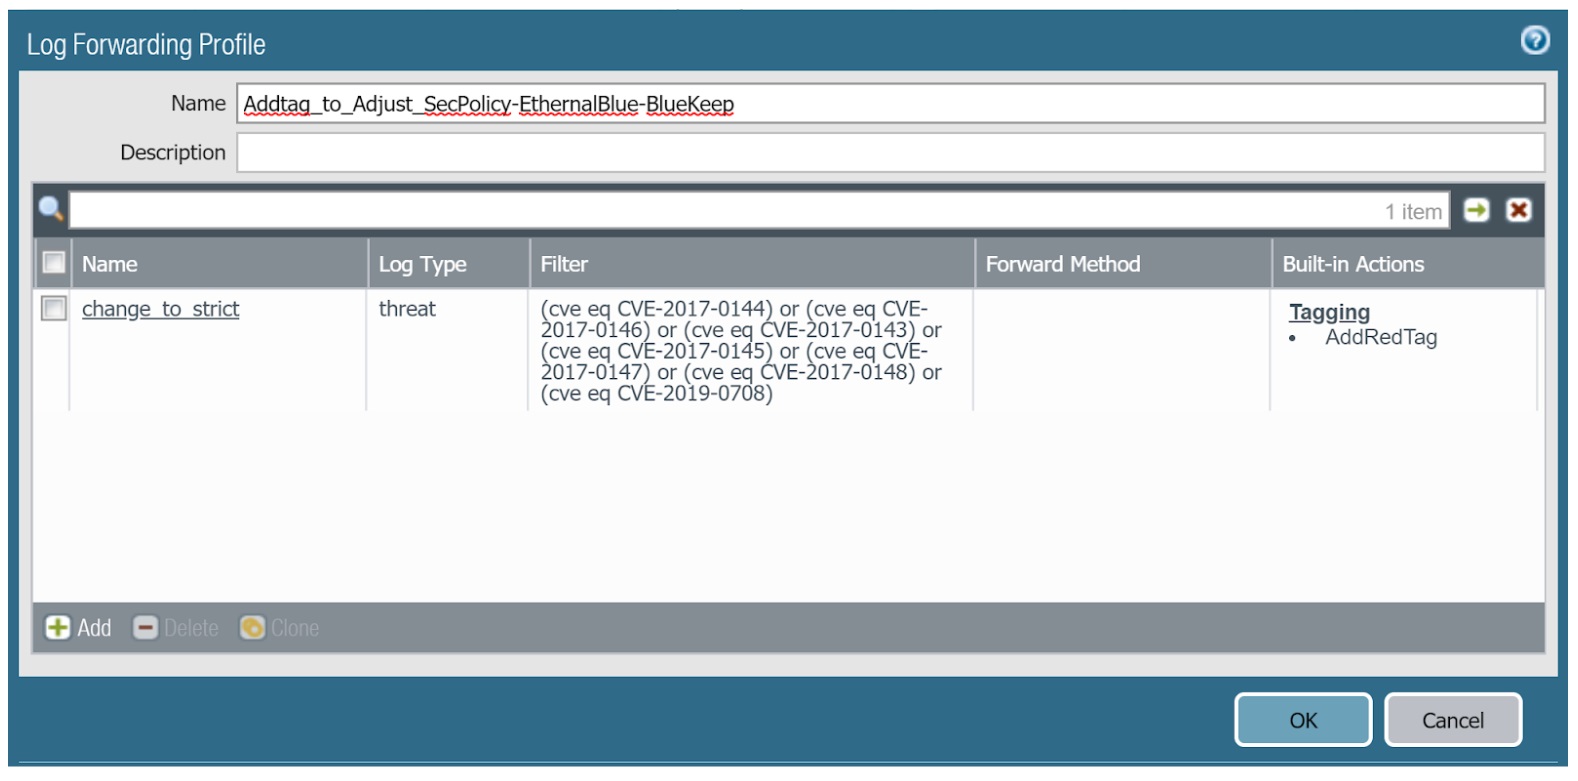 Log Forwarding Profile
Name Addtag_to_Adjust_SecPolicy-EthernalBlue-BlueKeep
Description
1 item
Name Log Type Filter Forward Method Built-in Actions
change_to_strict threat (cve eq CVE-2017-0144) or (cve eq CVE-
2017-0146) or (cve eq CVE-2017-0143) or
(cve eq CVE-2017-0145) or (cve eq CVE-
2017-0147) or (cve eq CVE-2017-0148) or
(cve eq CVE-2019-0708)
Tagging
• AddRedTag
Add Delete Clone
OK Cancel